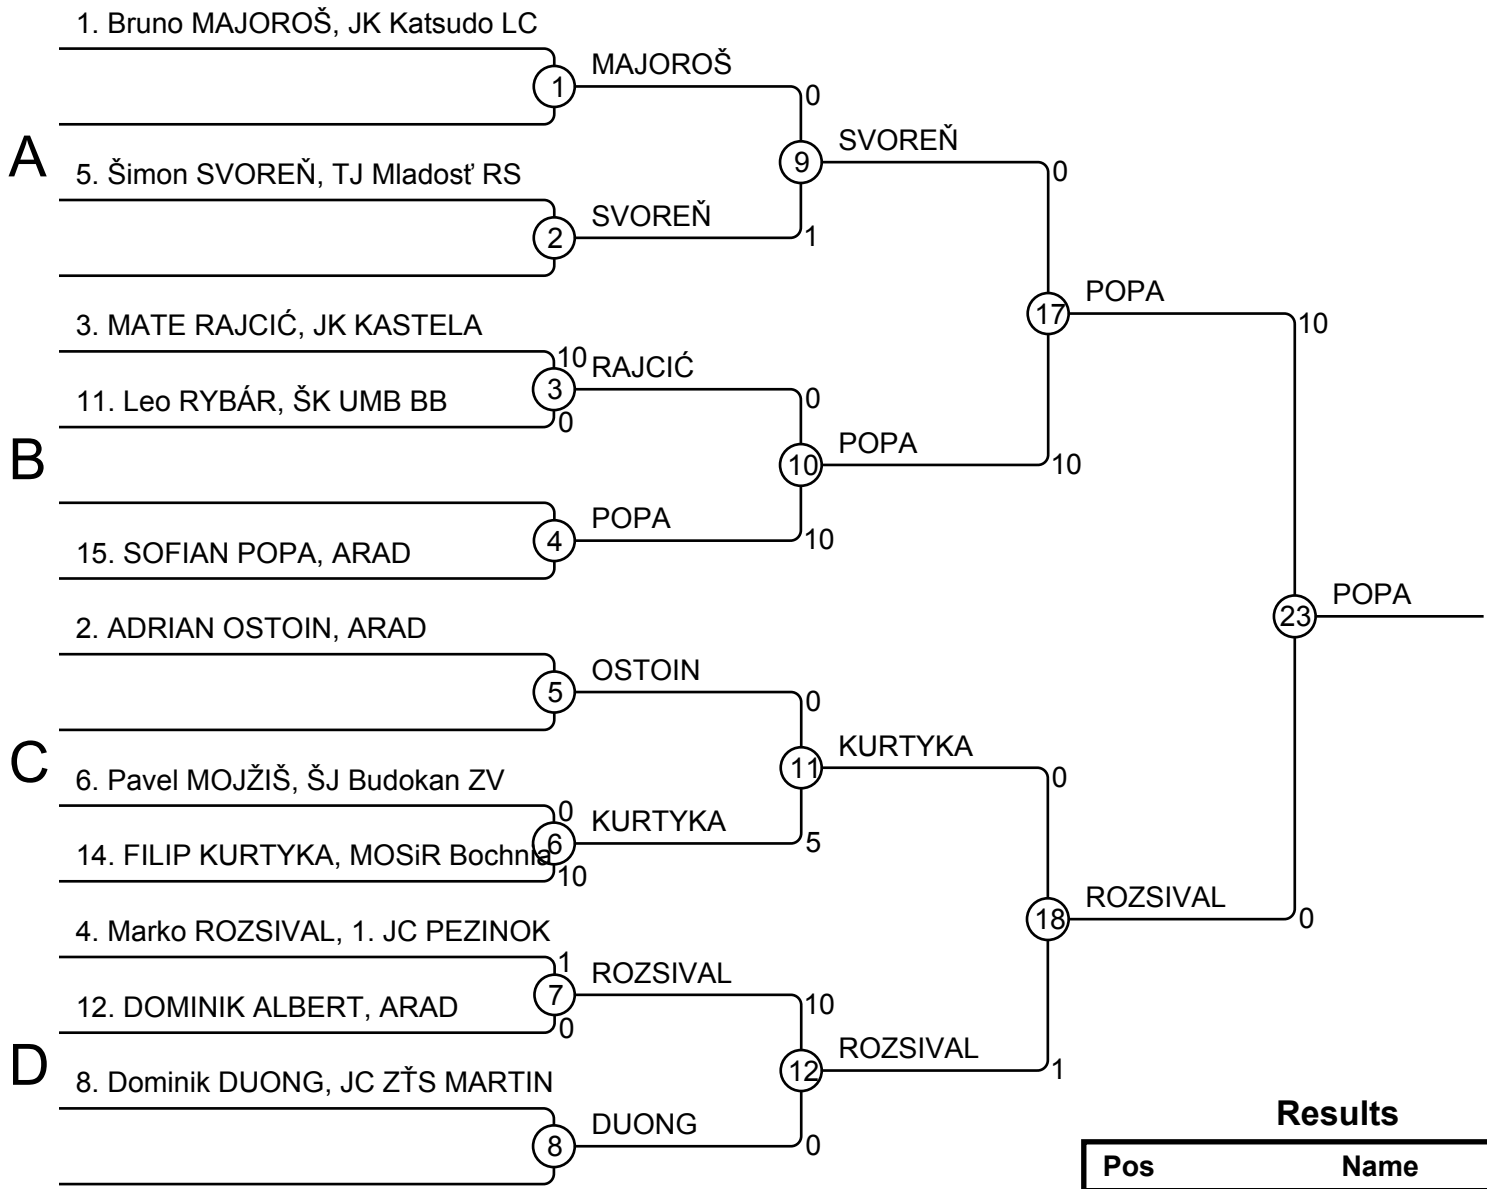 1. Bruno MAJOROŠ, JK Katsudo LC
1
MAJOROŠ
0
A
5. Šimon SVOREŇ, TJ Mladosť RS
2
SVOREŇ
1
9
SVOREŇ
0
3. MATE RAJCIĆ, JK KASTELA
10
11. Leo RYBÁR, ŠK UMB BB
0
3
RAJCIĆ
0
17
POPA
10
B
10
POPA
10
15. SOFIAN POPA, ARAD
4
POPA
10
2. ADRIAN OSTOIN, ARAD
5
OSTOIN
0
23
POPA
C
11
KURTYKA
0
6. Pavel MOJŽIŠ, ŠJ Budokan ZV
0
14. FILIP KURTYKA, MOSiR Bochnia
10
6
KURTYKA
5
4. Marko ROZSIVAL, 1. JC PEZINOK
1
12. DOMINIK ALBERT, ARAD
0
7
ROZSIVAL
10
18
ROZSIVAL
0
D
12
ROZSIVAL
1
8. Dominik DUONG, JC ZŤS MARTIN
8
DUONG
0
Results
Pos Name